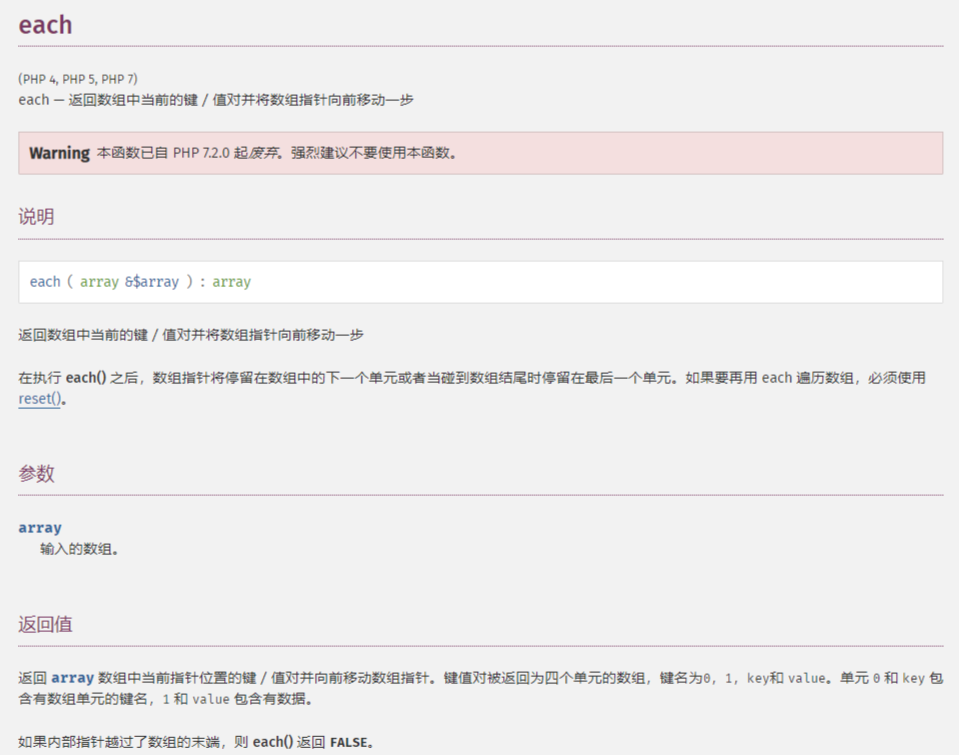 each
(PHP 4, PHP 5, PHP 7)
each — 返回数组中当前的键 / 值对并将数组指针向前移动一步
Warning 本函数已自 PHP 7.2.0 起废弃。强烈建议不要使用本函数。
说明
each ( array &$array ) : array
返回数组中当前的键 / 值对并将数组指针向前移动一步
在执行 each() 之后，数组指针将停留在数组中的下一个单元或者当碰到数组结尾时停留在最后一个单元。如果要再用 each 遍历数组，必须使用
reset()。
参数
array
输入的数组。
返回值
返回 array 数组中当前指针位置的键 / 值对并向前移动数组指针。键值对被返回为四个单元的数组，键名为0，1，key和 value。单元 0 和 key 包
含有数组单元的键名，1 和 value 包含有数据。
如果内部指针越过了数组的末端，则 each() 返回 FALSE。